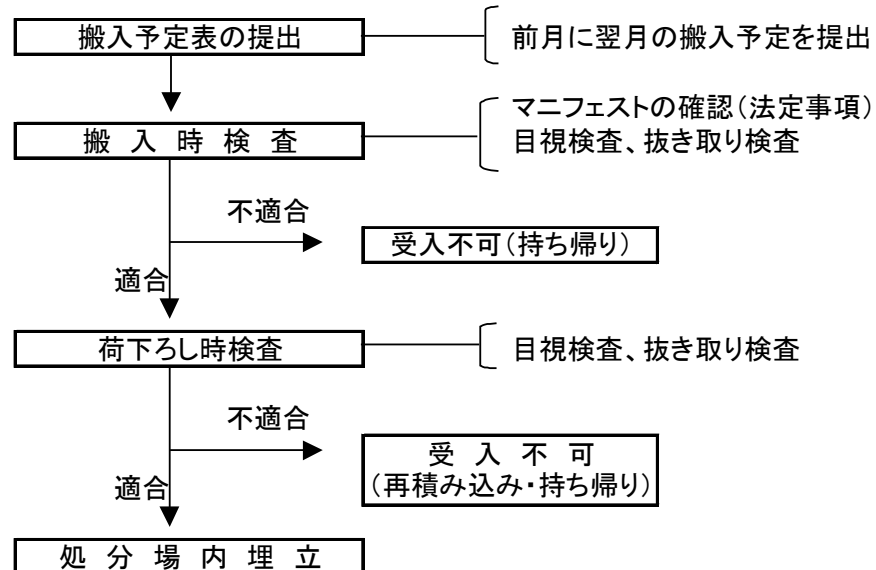 搬入予定表の提出
前月に翌月の搬入予定を提出
マニフェストの確認(法定事項)
搬入時検査
目視検査、抜き取り検査
不適合
受入不可(持ち帰り)
適合
荷下ろし時検査
目視検査、抜き取り検査
不適合
受入不可
(再積み込み・持ち帰り)
適合
処分場内埋立